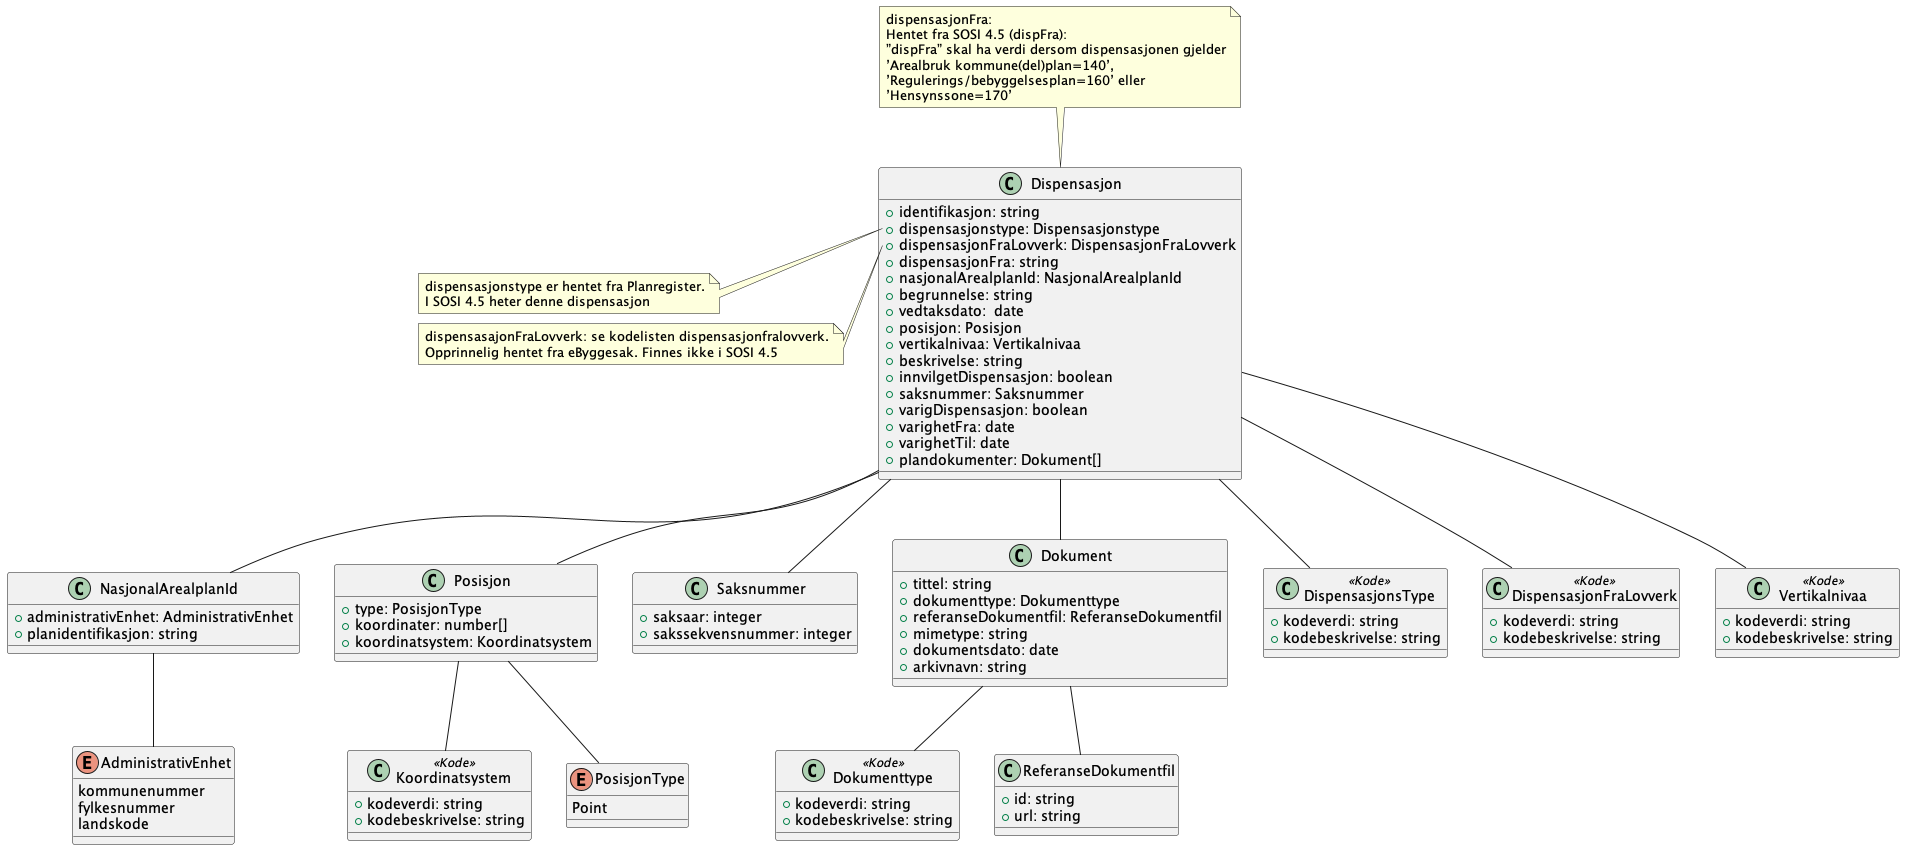 dispensasjonFra:
Hentet fra SOSI 4.5 (dispFra):
"dispFra" skal ha verdi dersom dispensasjonen gjelder
'Arealbruk kommune(del)plan=140',
'Regulerings/bebyggelsesplan=160' eller
'Hensynssone=170'
C Dispensasjon
identifikasjon: string
dispensasjonstype: Dispensasjonstype
dispensasjonFraLovverk: DispensasjonFraLovverk
dispensasjonFra: string
nasjonalArealplanId: NasjonalArealplanId
begrunnelse: string
vedtaksdato:  date
posisjon: Posisjon
vertikalnivaa: Vertikalnivaa
beskrivelse: string
innvilgetDispensasjon: boolean
saksnummer: Saksnummer
varigDispensasjon: boolean
varighetFra: date
varighetTil: date
plandokumenter: Dokument[]
dispensasjonstype er hentet fra Planregister.
I SOSI 4.5 heter denne dispensasjon
dispensasajonFraLovverk: se kodelisten dispensasjonfralovverk.
Opprinnelig hentet fra eByggesak. Finnes ikke i SOSI 4.5
C NasjonalArealplanId
administrativEnhet: AdministrativEnhet
planidentifikasjon: string
C Posisjon
type: PosisjonType
koordinater: number[]
koordinatsystem: Koordinatsystem
C Saksnummer
saksaar: integer
sakssekvensnummer: integer
C Dokument
tittel: string
dokumenttype: Dokumenttype
referanseDokumentfil: ReferanseDokumentfil
mimetype: string
dokumentsdato: date
arkivnavn: string
C «Kode»
DispensasjonsType
kodeverdi: string
kodebeskrivelse: string
C «Kode»
DispensasjonFraLovverk
kodeverdi: string
kodebeskrivelse: string
C «Kode»
Vertikalnivaa
kodeverdi: string
kodebeskrivelse: string
E AdministrativEnhet
kommunenummer
fylkesnummer
landskode
C «Kode»
Koordinatsystem
kodeverdi: string
kodebeskrivelse: string
E PosisjonType
Point
C «Kode»
Dokumenttype
kodeverdi: string
kodebeskrivelse: string
C ReferanseDokumentfil
id: string
url: string